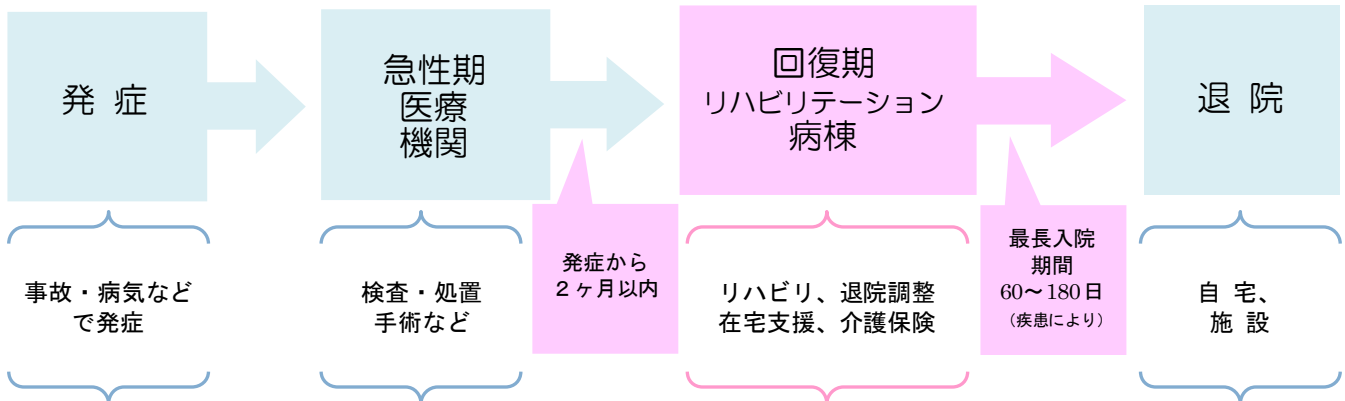 発 症
急性期
医療
機関
回復期
リハビリテーション
病棟
退 院
事故・病気など
で発症
検査・処置
手術など
発症から
２ヶ月以内
リハビリ、退院調整
在宅支援、介護保険
最長入院
期間
60～180日
（疾患により）
自 宅、
施 設